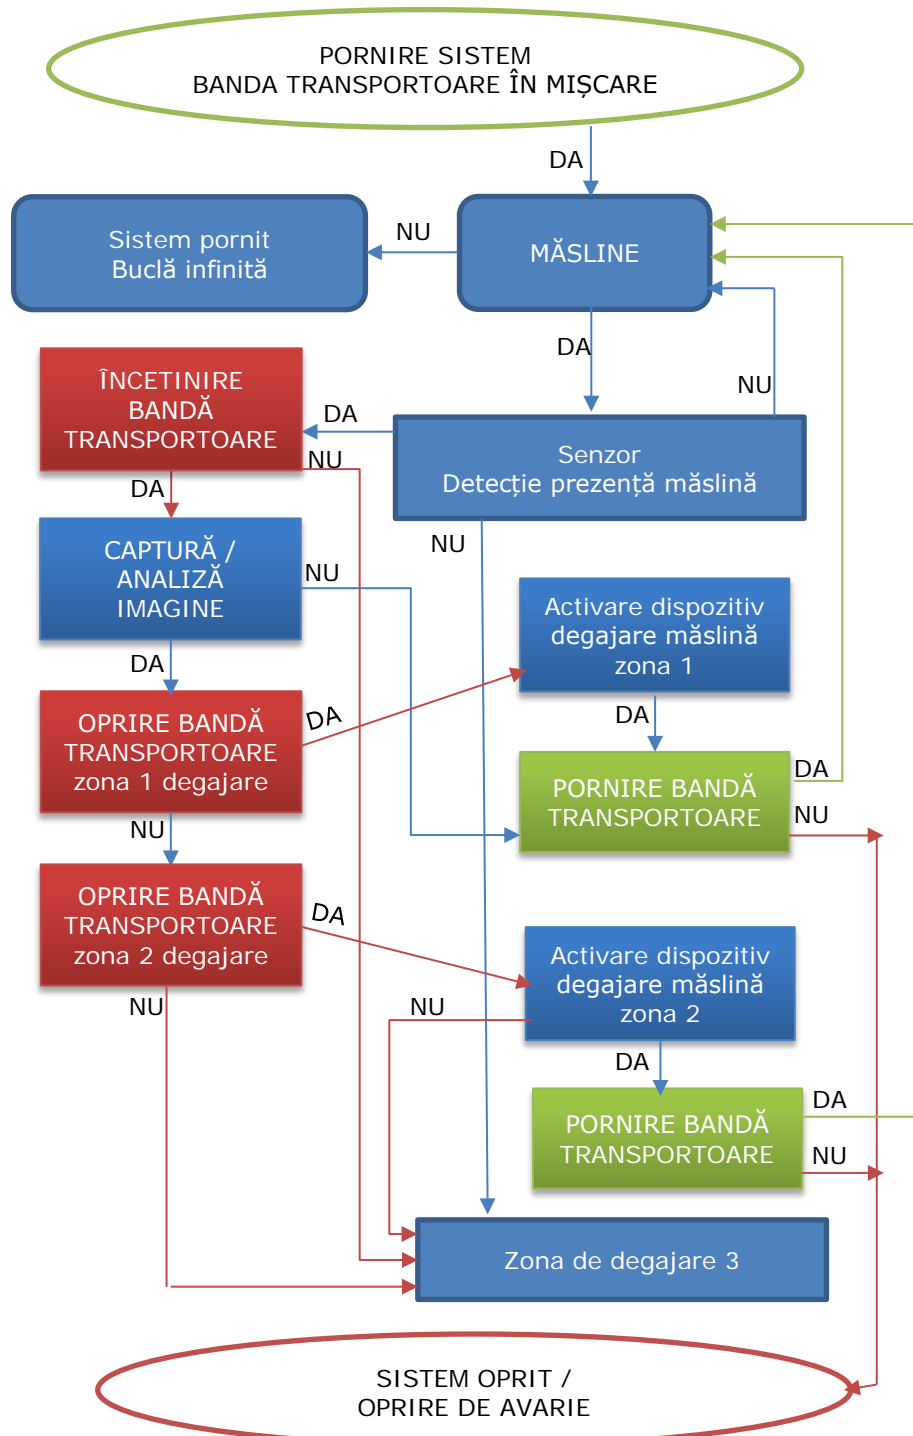 PORNIRE SISTEM
BANDA TRANSPORTOARE ÎN MIȘCARE
DA
Sistem pornit
Buclă infinită
NU
MĂSLINE
DA
NU
ÎNCETINIRE
BANDĂ
TRANSPORTOARE
DA
NU
Senzor
Detecție prezență măslină
DA
NU
CAPTURĂ /
ANALIZĂ
IMAGINE
NU
Activare dispozitiv
degajare măslină
zona 1
DA
DA
DA
OPRIRE BANDĂ
TRANSPORTOARE
zona 1 degajare
PORNIRE BANDĂ
TRANSPORTOARE
DA
NU
NU
OPRIRE BANDĂ
TRANSPORTOARE
zona 2 degajare
DA
Activare dispozitiv
degajare măslină
zona 2
NU
NU
DA
PORNIRE BANDĂ
TRANSPORTOARE
DA
NU
Zona de degajare 3
SISTEM OPRIT /
OPRIRE DE AVARIE